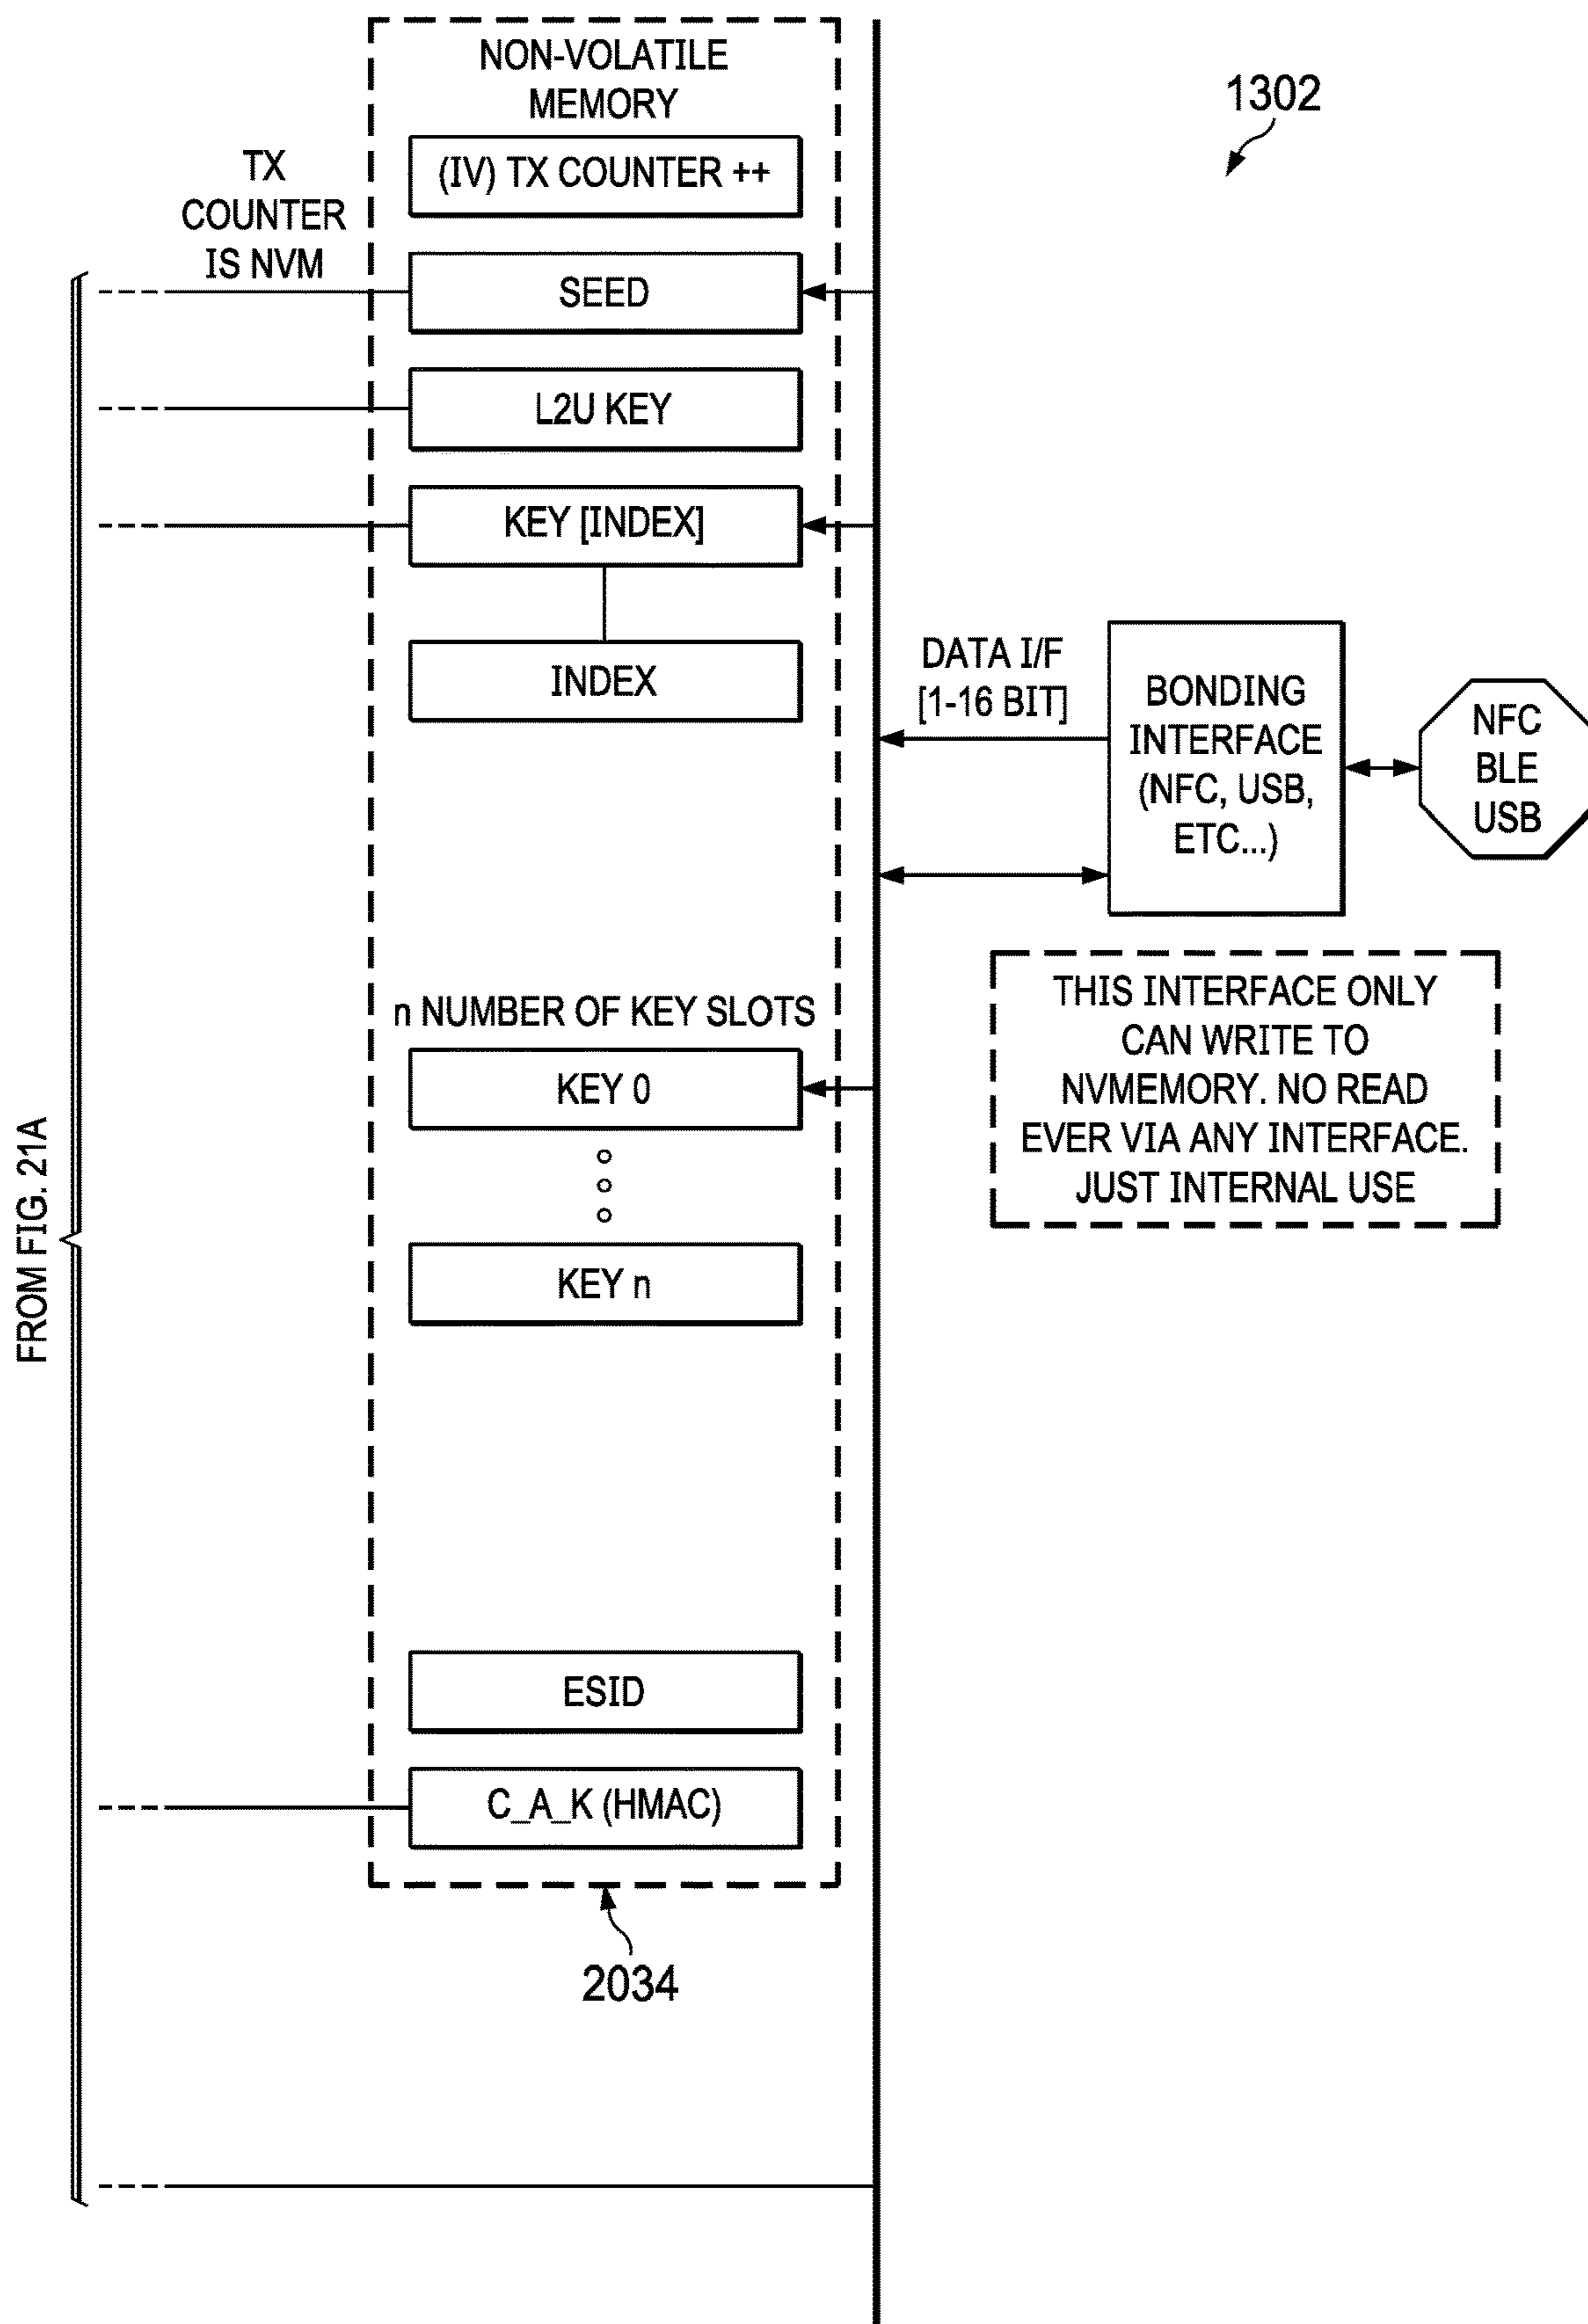 NON-VOLATILE
MEMORY
1302
(IV) TX COUNTER ++
TX
COUNTER
IS NVM
SEED
L2U KEY
KEY [INDEX]
INDEX
DATA I/F
[1-16 BIT]
BONDING
INTERFACE
(NFC, USB,
ETC...)
NFC
BLE
USB
THIS INTERFACE ONLY
CAN WRITE TO
NVMEMORY. NO READ
EVER VIA ANY INTERFACE.
JUST INTERNAL USE
n NUMBER OF KEY SLOTS
KEY 0
KEY n
FROM FIG. 21A
ESID
C_A_K (HMAC)
2034